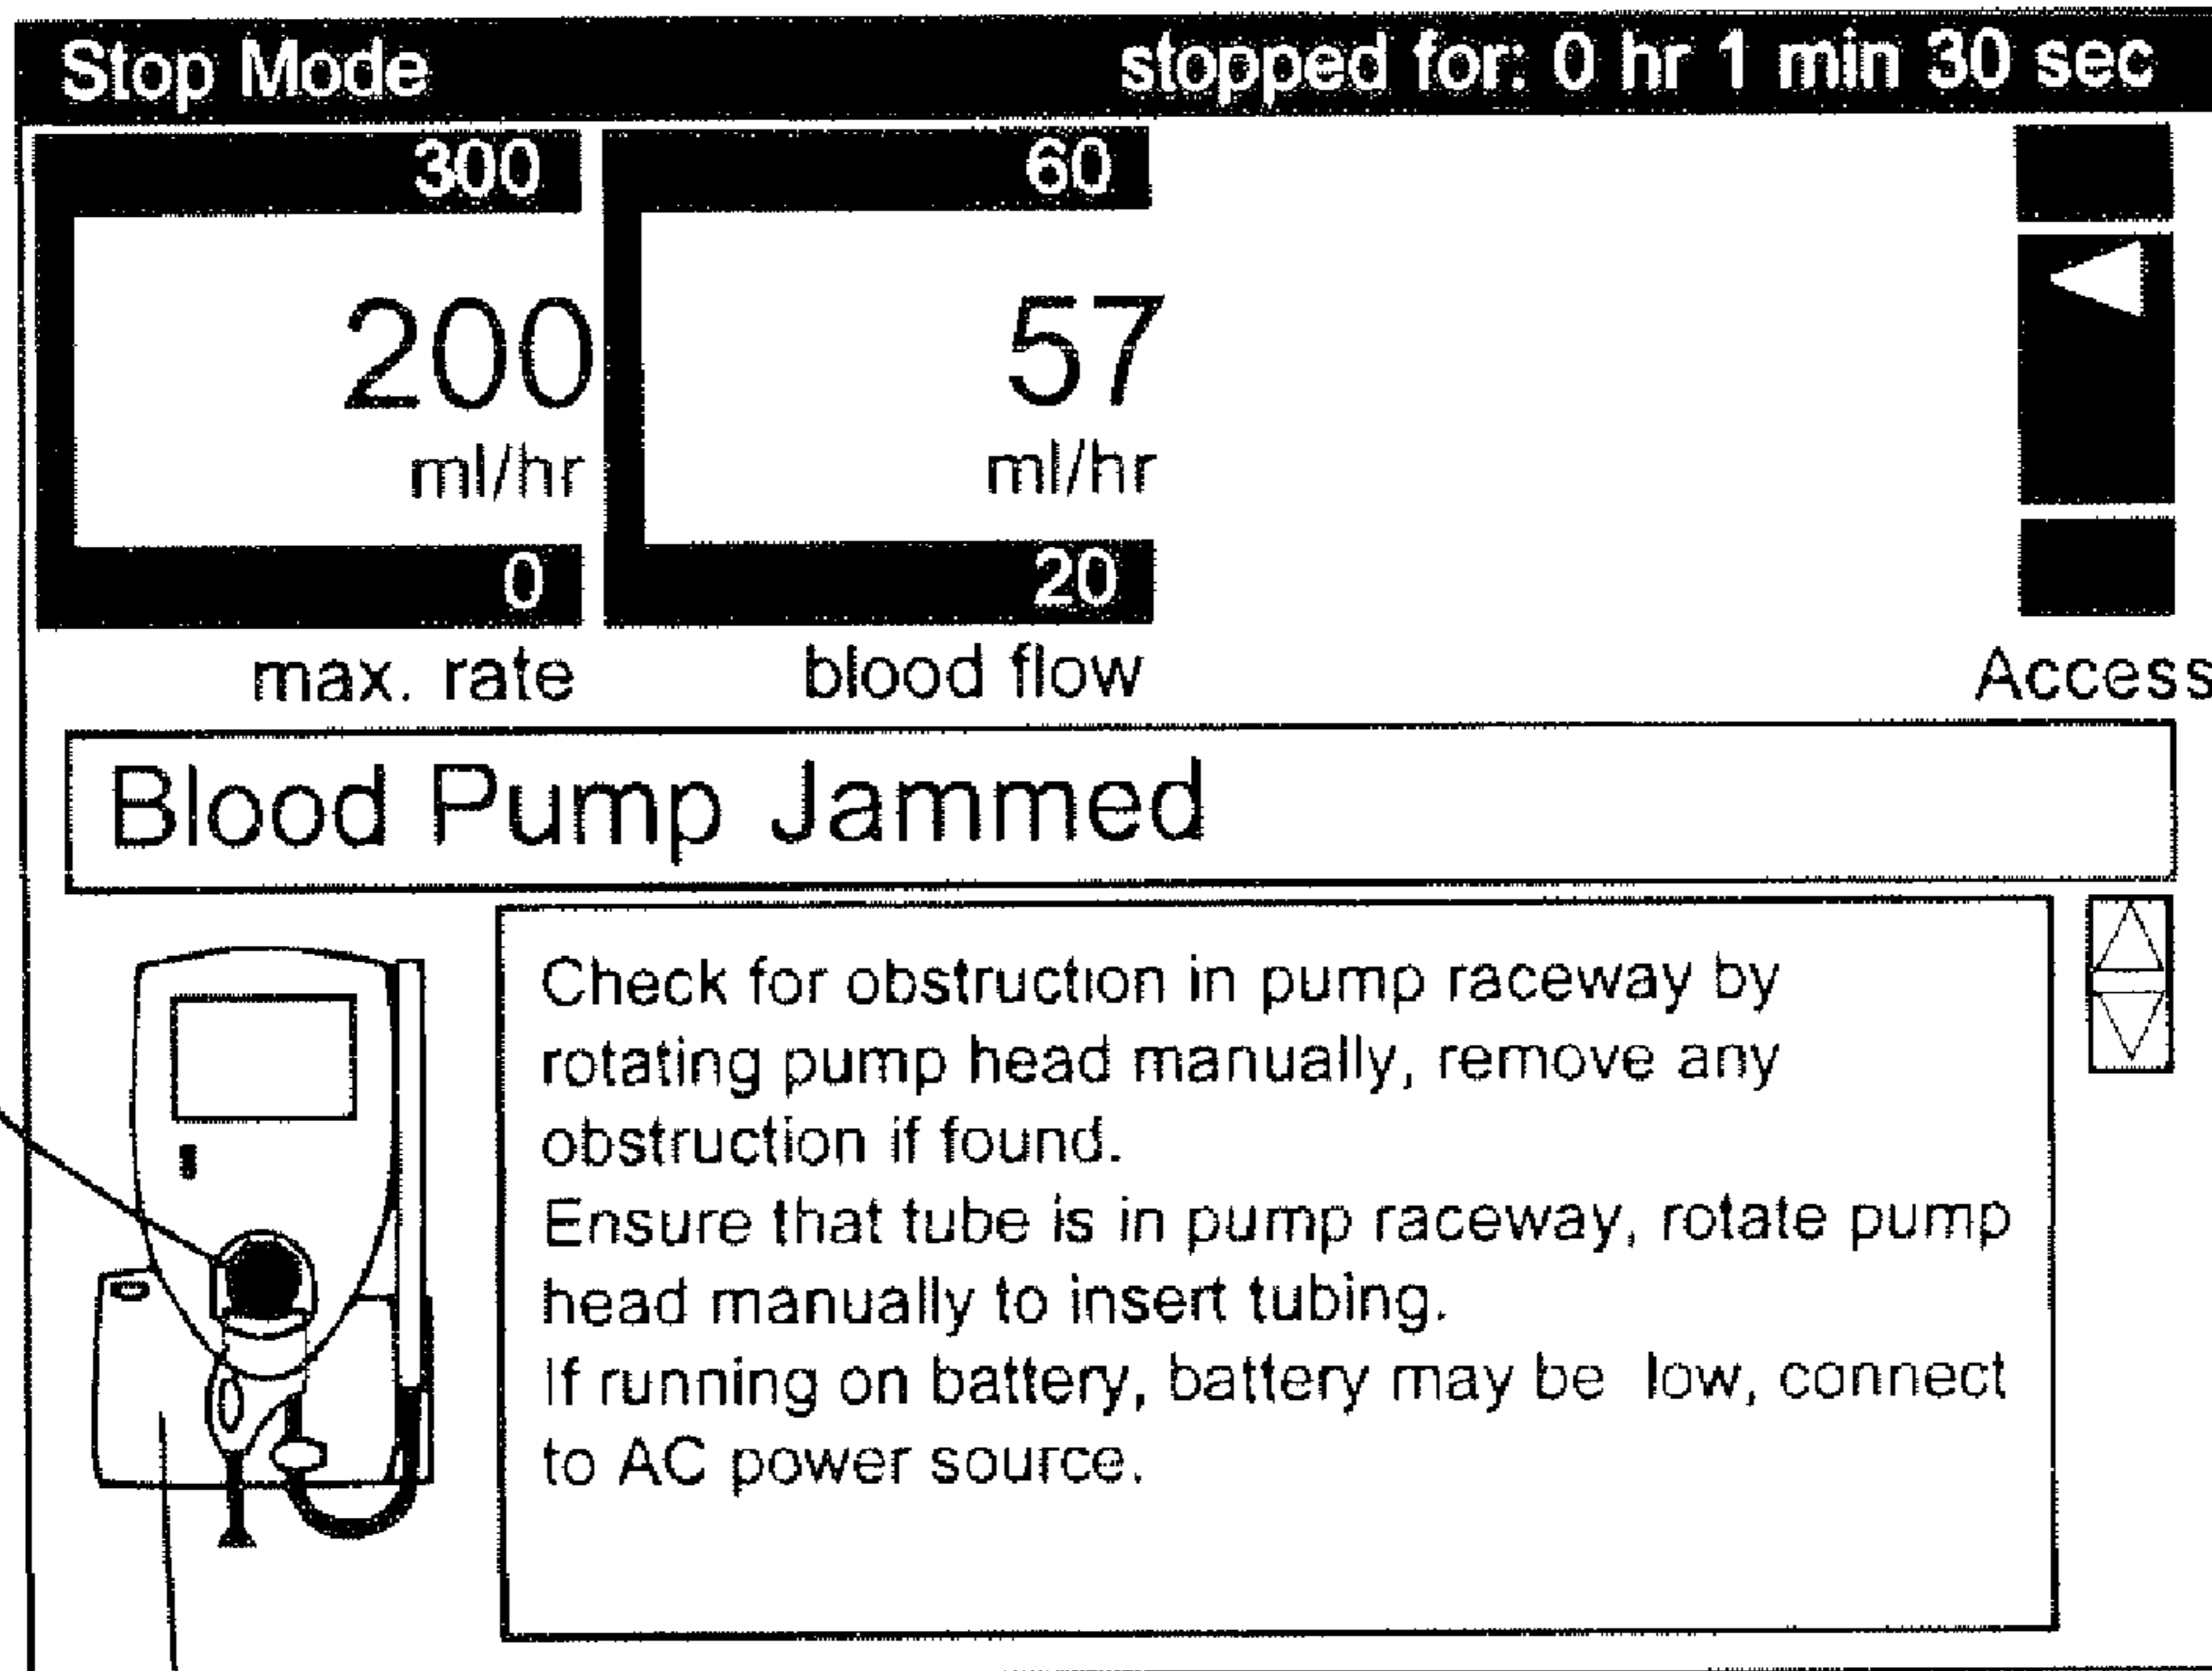 Stop Mode stopped for: 0 hr 1 min 30 sec
300 60
200 57
ml/hr ml/hr
0 20
max. rate blood flow Access
Blood Pump Jammed
Check for obstruction in pump raceway by
rotating pump head manually, remove any
obstruction if found.
Ensure that tube is in pump raceway, rotate pump
head manually to insert tubing.
If running on battery, battery may be low, connect
to AC power source.